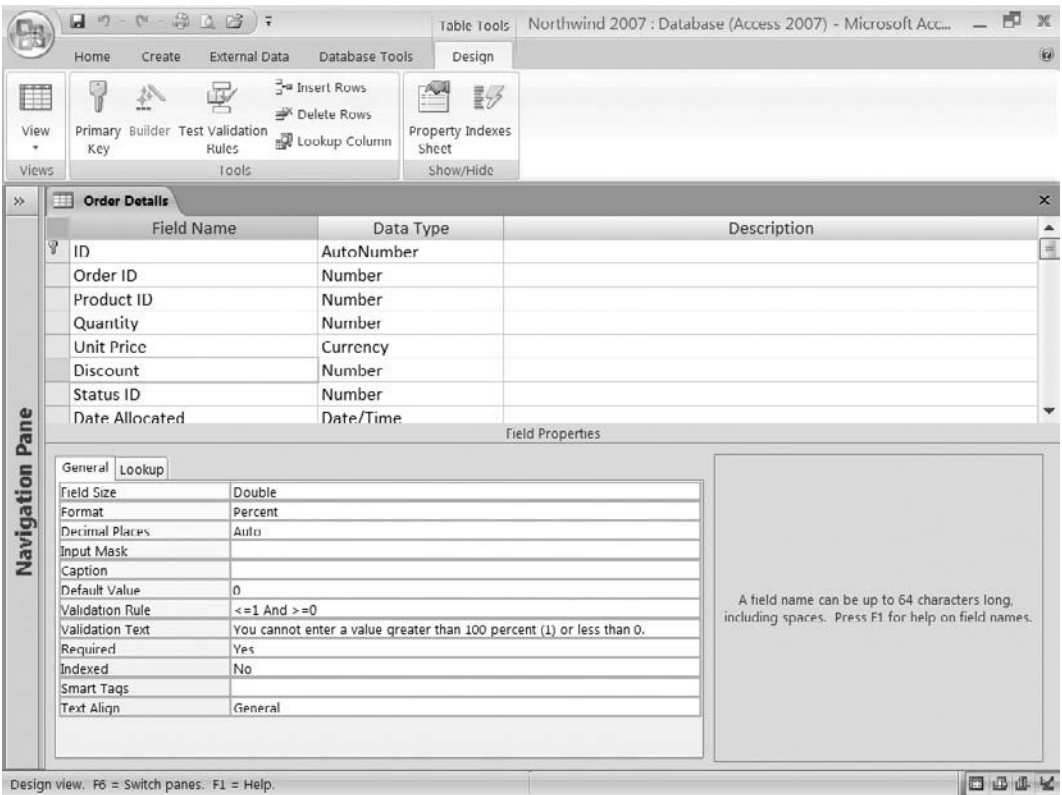 Table Tools
Northwind 2007 : Database (Access 2007) - Microsoft Acc...
Home Create External Data Database Tools Design
View
Primary Key
Builder
Test Validation Rules
Insert Rows
Delete Rows
Lookup Column
Property Sheet
Indexes
Views Tools Show/Hide
Order Details
Field Name Data Type Description
ID AutoNumber
Order ID Number
Product ID Number
Quantity Number
Unit Price Currency
Discount Number
Status ID Number
Date Allocated Date/Time
Navigation Pane
Field Properties
General Lookup
Field Size Double
Format Percent
Decimal Places Auto
Input Mask
Caption
Default Value 0
Validation Rule <=1 And >=0
Validation Text You cannot enter a value greater than 100 percent (1) or less than 0.
Required Yes
Indexed No
Smart Tags
Text Align General
A field name can be up to 64 characters long,
including spaces. Press F1 for help on field names.
Design view. F6 = Switch panes. F1 = Help.